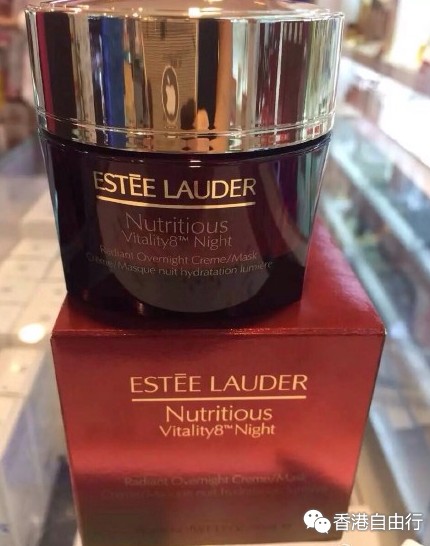 ESTĒE LAUDER
Nutritious
Vitality8™ Night
Radiant Overnight Creme/Mask
Crème/Masque nuit hydratation lumière
ESTĒE LAUDER
Nutritious
Vitality8™ Night
Radiant Overnight Creme/Mask
nuit
香港自由行